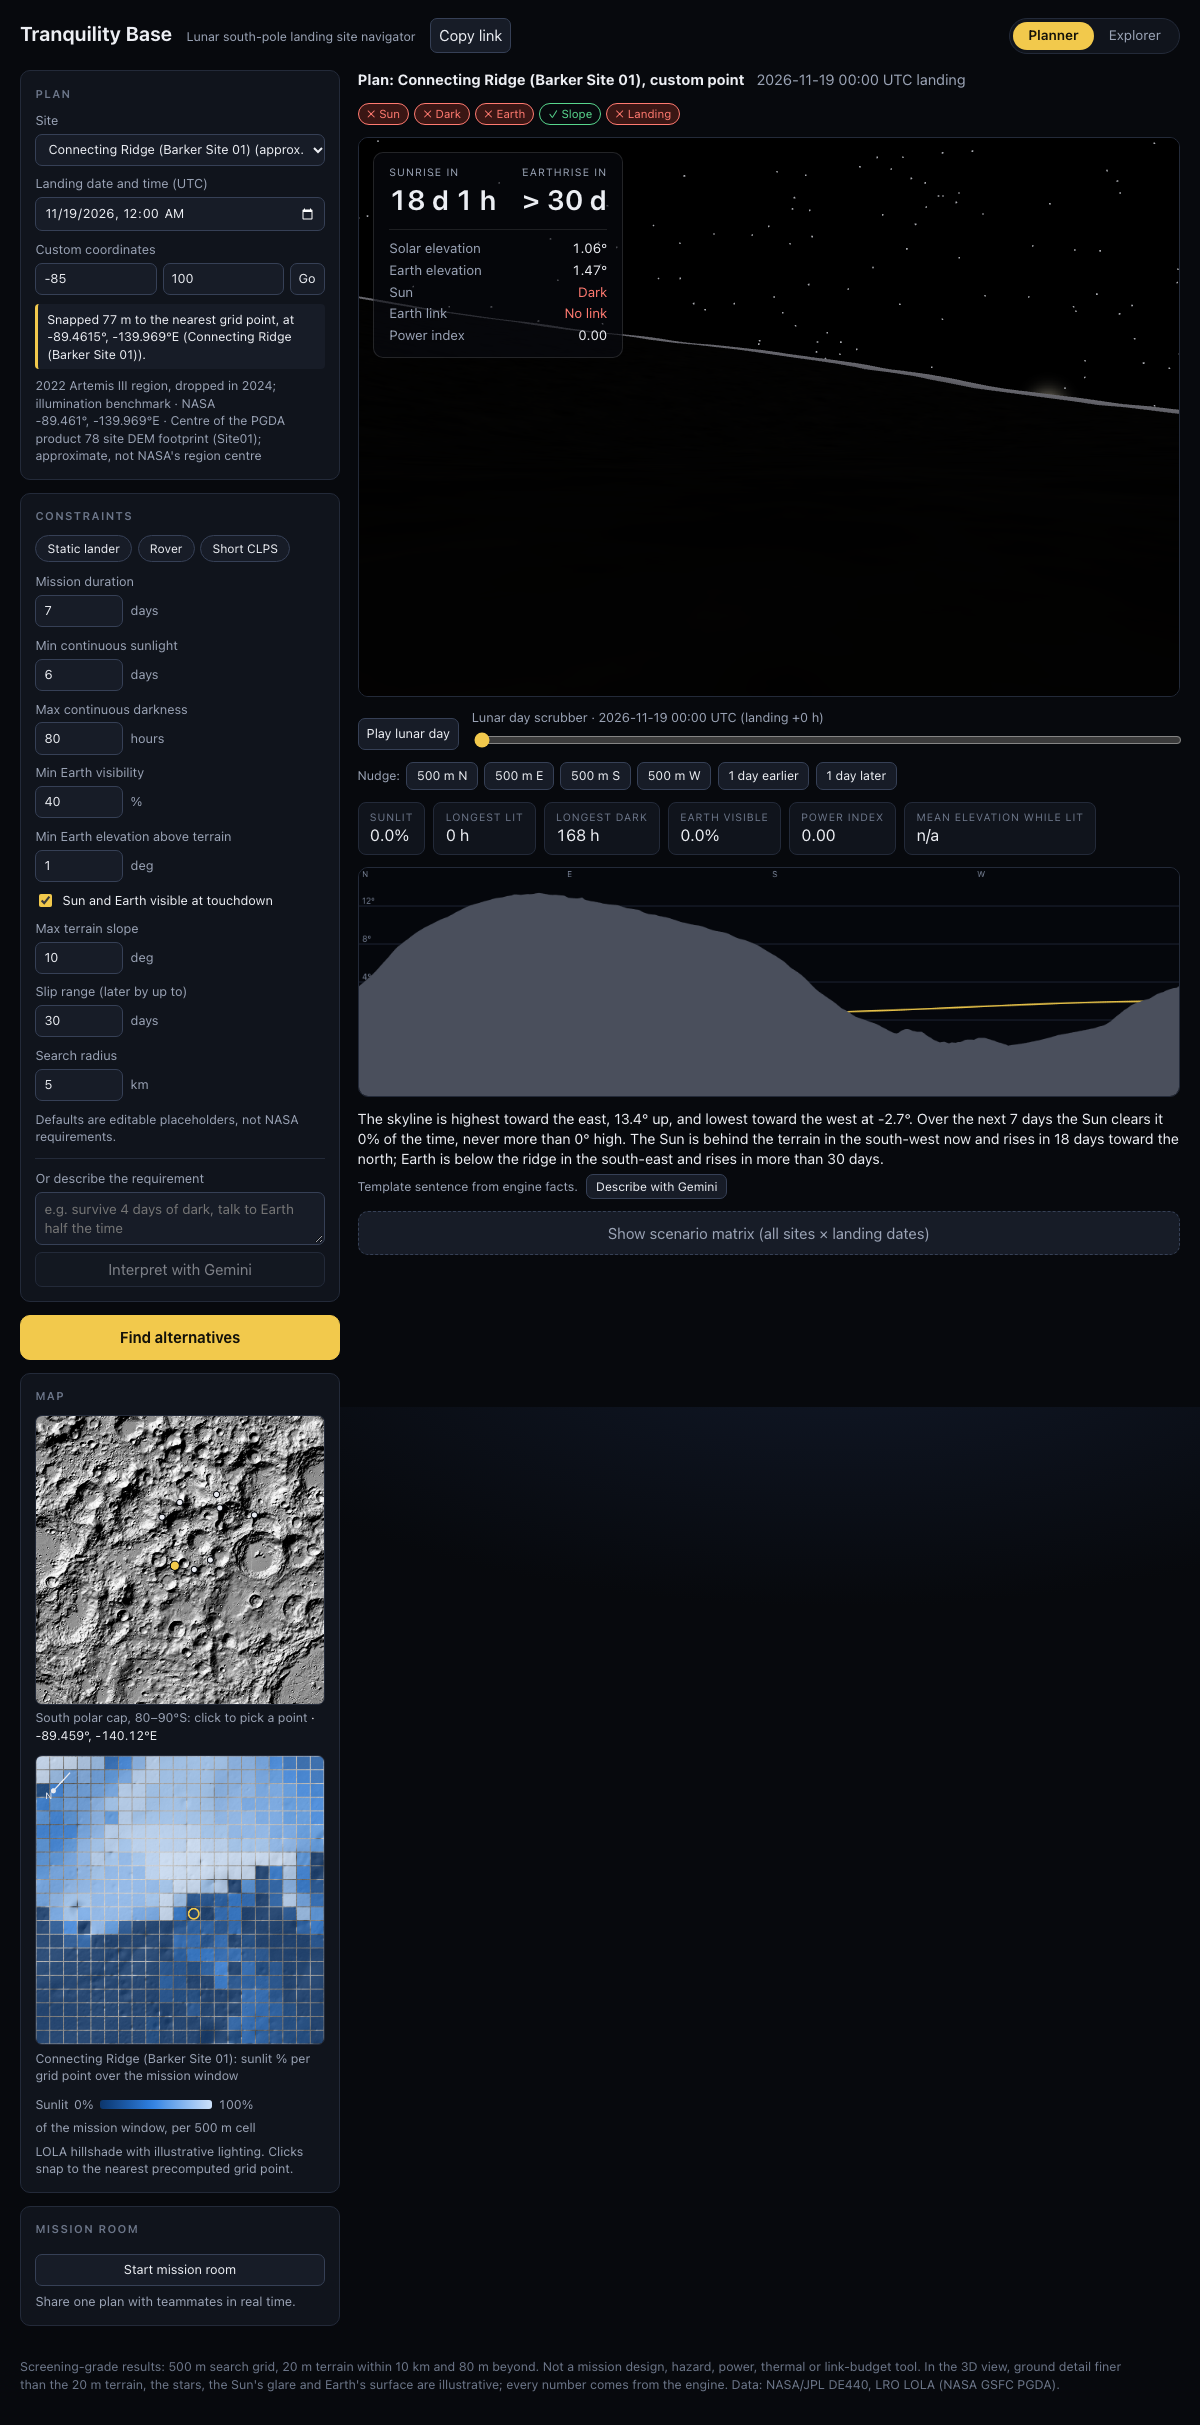 Tranquility Base
Lunar south-pole landing site navigator
Copy link
Planner
Explorer
PLAN
Site
Connecting Ridge (Barker Site 01) (approx.
Landing date and time (UTC)
11/19/2026, 12:00 AM
Custom coordinates
-85
100
Go
Snapped 77 m to the nearest grid point, at
-89.4615°, -139.969°E (Connecting Ridge
(Barker Site 01)).
2022 Artemis III region, dropped in 2024;
illumination benchmark · NASA
-89.461°, -139.969°E · Centre of the PGDA
product 78 site DEM footprint (Site01);
approximate, not NASA's region centre
CONSTRAINTS
Static lander
Rover
Short CLPS
Mission duration
7 days
Min continuous sunlight
6 days
Max continuous darkness
80 hours
Min Earth visibility
40 %
Min Earth elevation above terrain
1 deg
Sun and Earth visible at touchdown
Max terrain slope
10 deg
Slip range (later by up to)
30 days
Search radius
5 km
Defaults are editable placeholders, not NASA
requirements.
Or describe the requirement
e.g. survive 4 days of dark, talk to Earth
half the time
Interpret with Gemini
Find alternatives
MAP
South polar cap, 80–90°S: click to pick a point ·
-89.459°, -140.12°E
N
Connecting Ridge (Barker Site 01): sunlit % per
grid point over the mission window
Sunlit 0% 100%
of the mission window, per 500 m cell
LOLA hillshade with illustrative lighting. Clicks
snap to the nearest precomputed grid point.
MISSION ROOM
Start mission room
Share one plan with teammates in real time.
Plan: Connecting Ridge (Barker Site 01), custom point 2026-11-19 00:00 UTC landing
✕ Sun
✕ Dark
✕ Earth
✓ Slope
✕ Landing
SUNRISE IN
18 d 1 h
EARTHRISE IN
> 30 d
Solar elevation 1.06°
Earth elevation 1.47°
Sun Dark
Earth link No link
Power index 0.00
Play lunar day
Lunar day scrubber · 2026-11-19 00:00 UTC (landing +0 h)
Nudge:
500 m N
500 m E
500 m S
500 m W
1 day earlier
1 day later
SUNLIT
0.0%
LONGEST LIT
0 h
LONGEST DARK
168 h
EARTH VISIBLE
0.0%
POWER INDEX
0.00
MEAN ELEVATION WHILE LIT
n/a
N E S W
12°
8°
4°
The skyline is highest toward the east, 13.4° up, and lowest toward the west at -2.7°. Over the next 7 days the Sun clears it
0% of the time, never more than 0° high. The Sun is behind the terrain in the south-west now and rises in 18 days toward the
north; Earth is below the ridge in the south-east and rises in more than 30 days.
Template sentence from engine facts.
Describe with Gemini
Show scenario matrix (all sites × landing dates)
Screening-grade results: 500 m search grid, 20 m terrain within 10 km and 80 m beyond. Not a mission design, hazard, power, thermal or link-budget tool. In the 3D view, ground detail finer
than the 20 m terrain, the stars, the Sun's glare and Earth's surface are illustrative; every number comes from the engine. Data: NASA/JPL DE440, LRO LOLA (NASA GSFC PGDA).